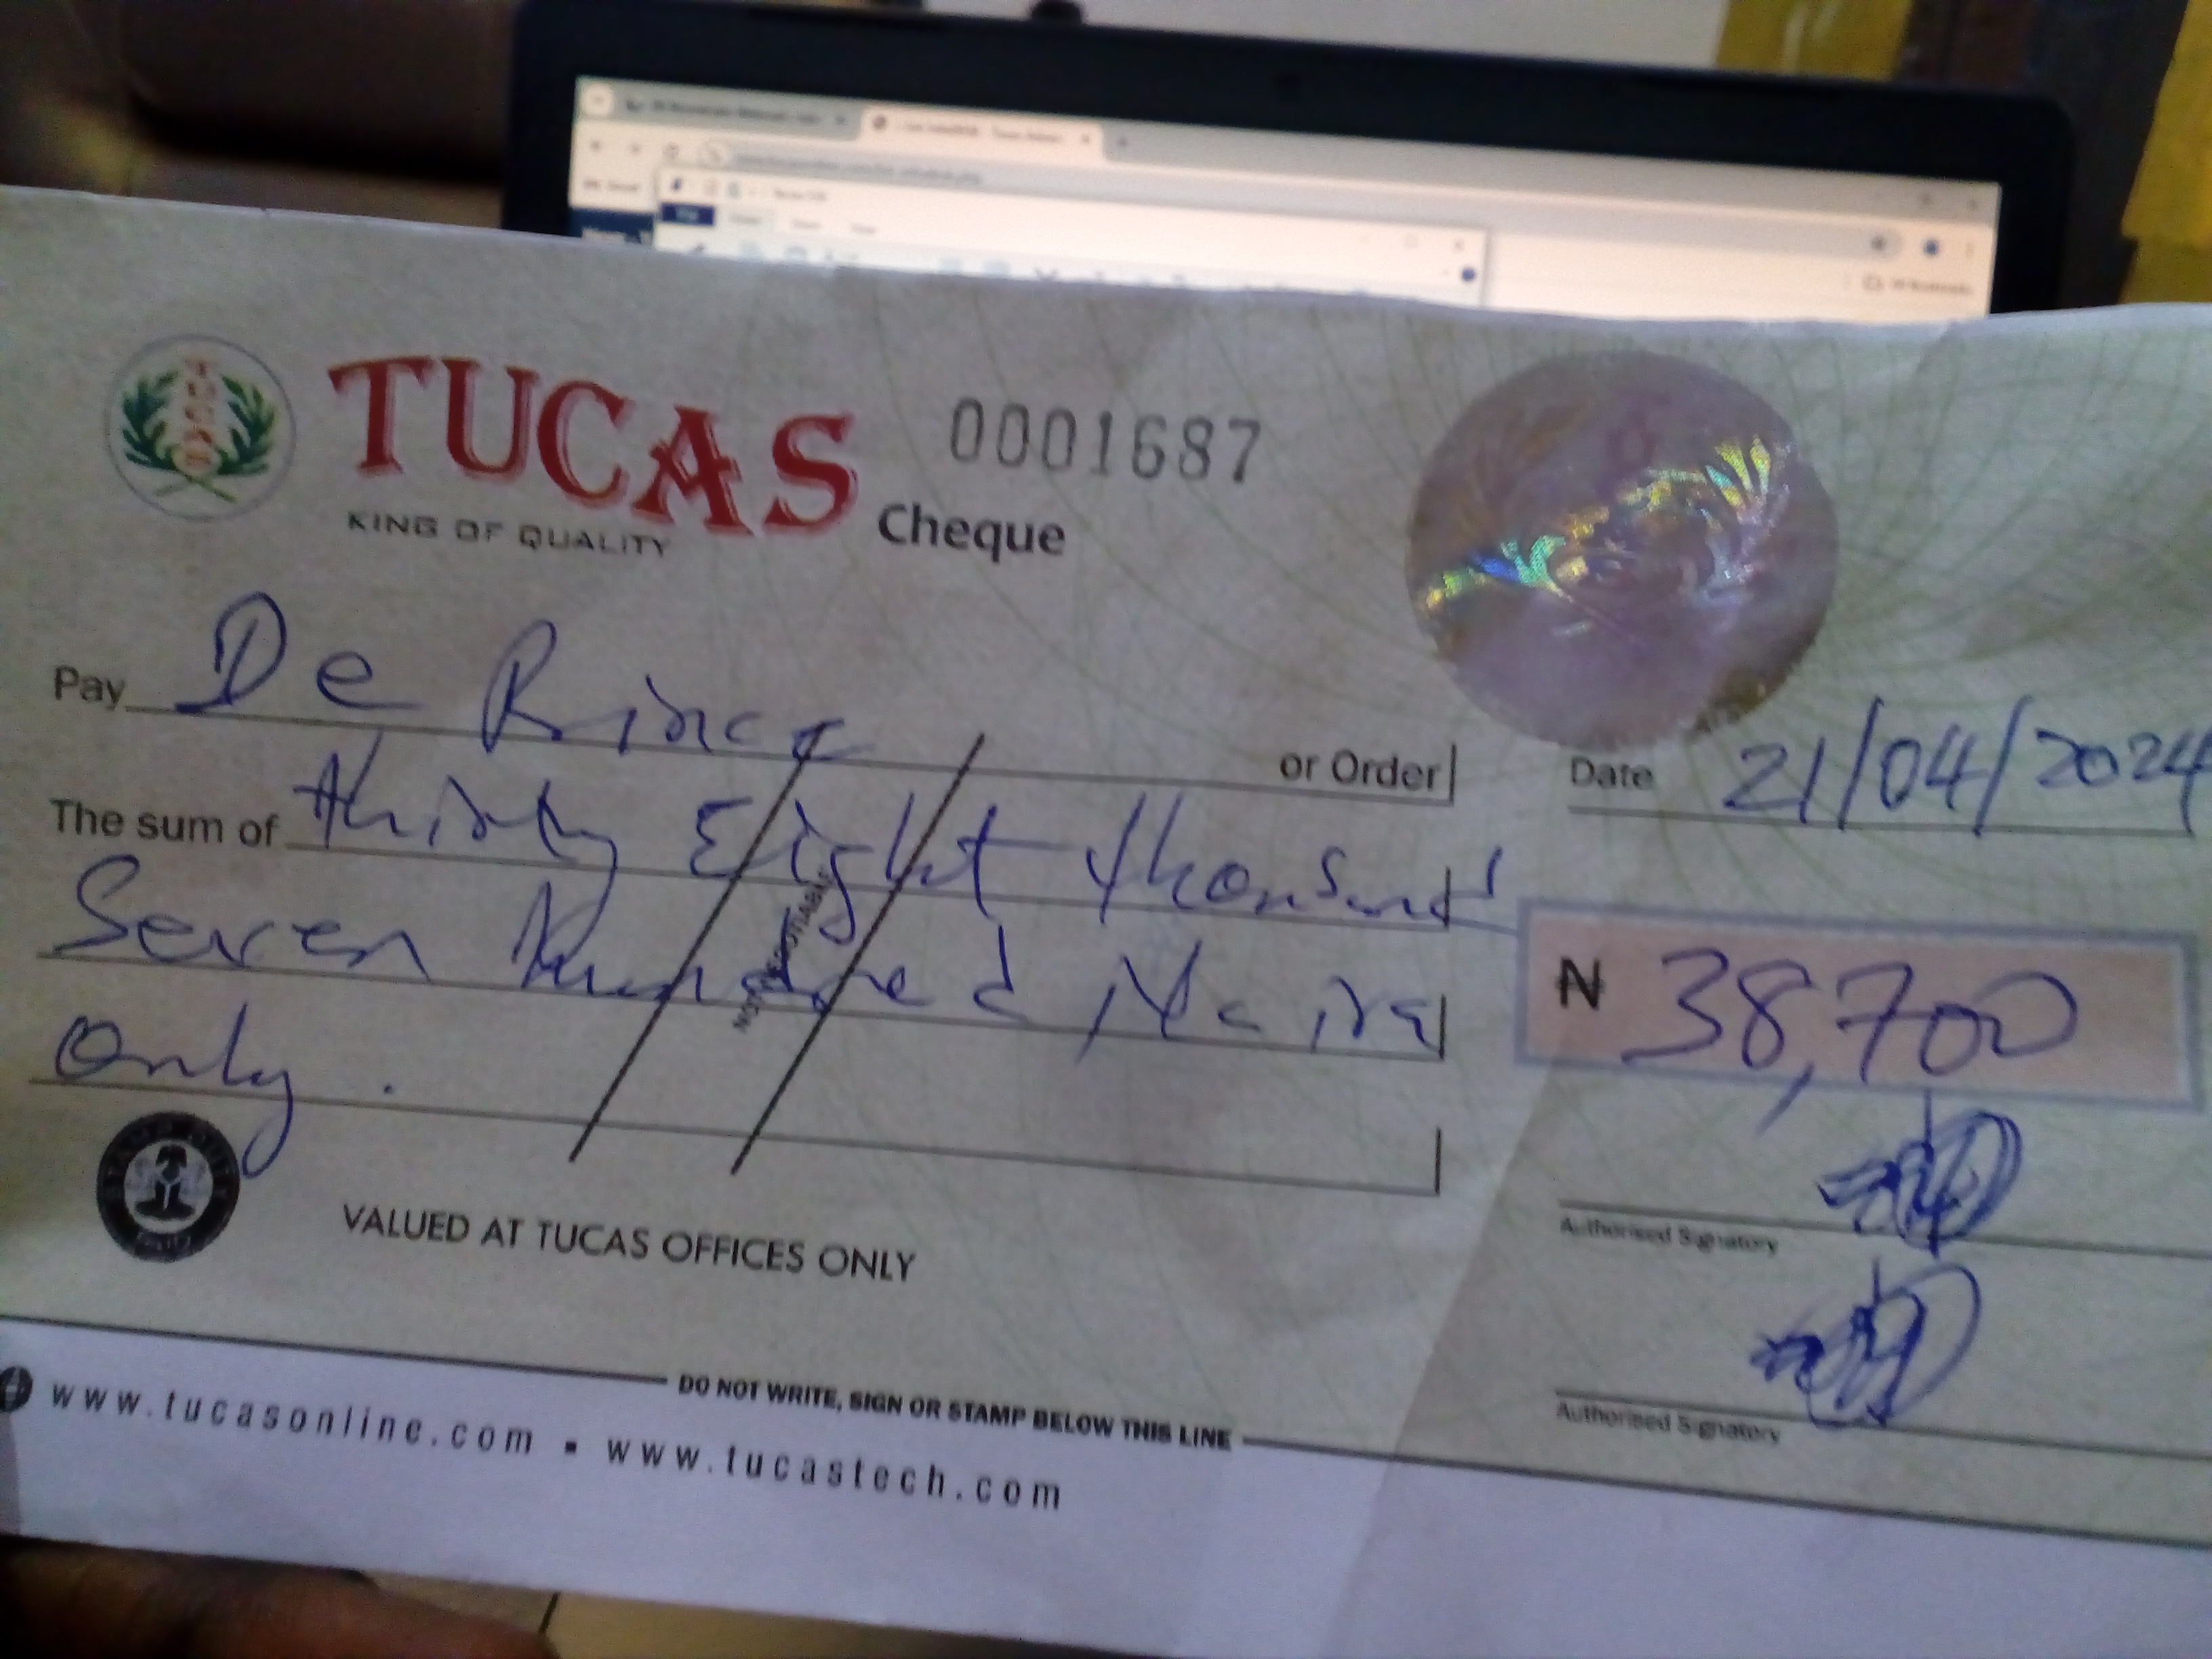 TUCAS
0001687
KING OF QUALITY
Cheque
Pay De
or Order
Date 21/04/2024
The sum of thirty Eight thousand
Seven Hundred Naira
only.
NOT NEGOTIABLE
₦ 38,700
Authorised Signatory
VALUED AT TUCAS OFFICES ONLY
Authorised Signatory
DO NOT WRITE, SIGN OR STAMP BELOW THIS LINE
www.tucasonline.com ▪ www.tucastech.com